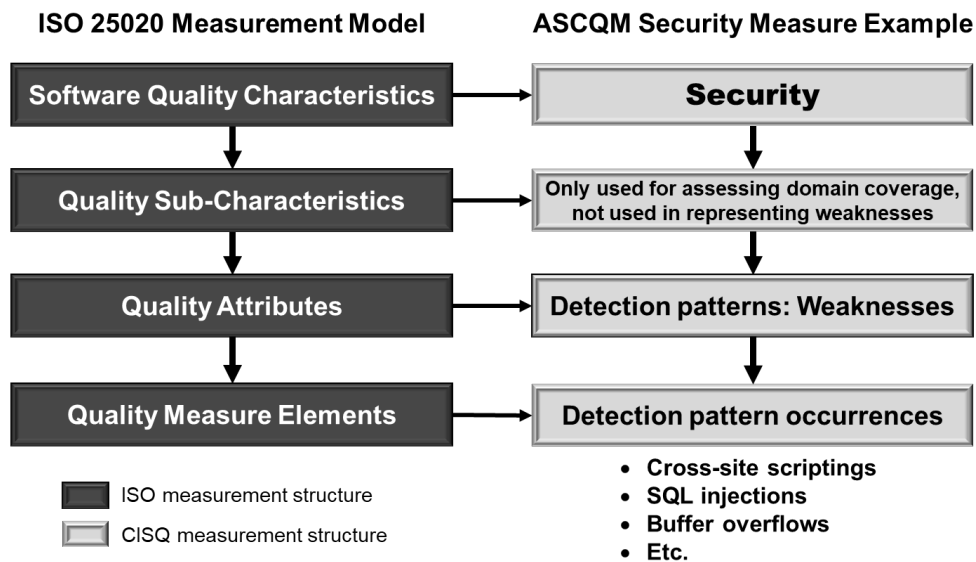 ISO 25020 Measurement Model
ASCQM Security Measure Example
Software Quality Characteristics
Security
Quality Sub-Characteristics
Only used for assessing domain coverage,
not used in representing weaknesses
Quality Attributes
Detection patterns: Weaknesses
Quality Measure Elements
Detection pattern occurrences
• Cross-site scriptings
• SQL injections
• Buffer overflows
• Etc.
ISO measurement structure
CISQ measurement structure